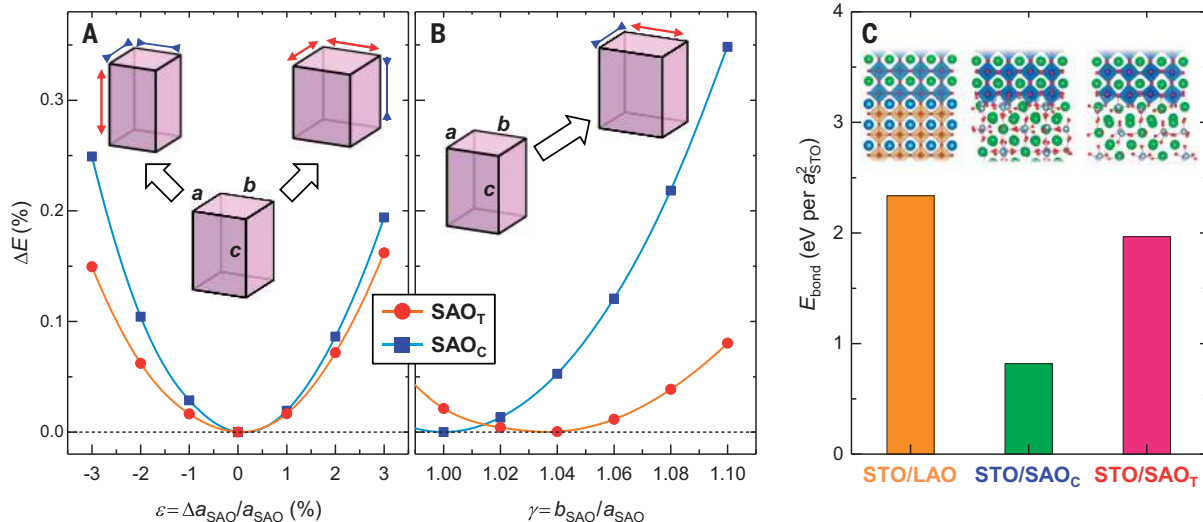 A
B
C
a
b
c
a
b
c
SAO_T
SAO_C
0.3
0.2
0.1
0.0
ΔE (%)
-3 -2 -1 0 1 2 3
ε = Δa_SAO/a_SAO (%)
1.00 1.02 1.04 1.06 1.08 1.10
γ = b_SAO/a_SAO
4
3
2
1
0
E_bond (eV per a²_STO)
STO/LAO STO/SAO_C STO/SAO_T